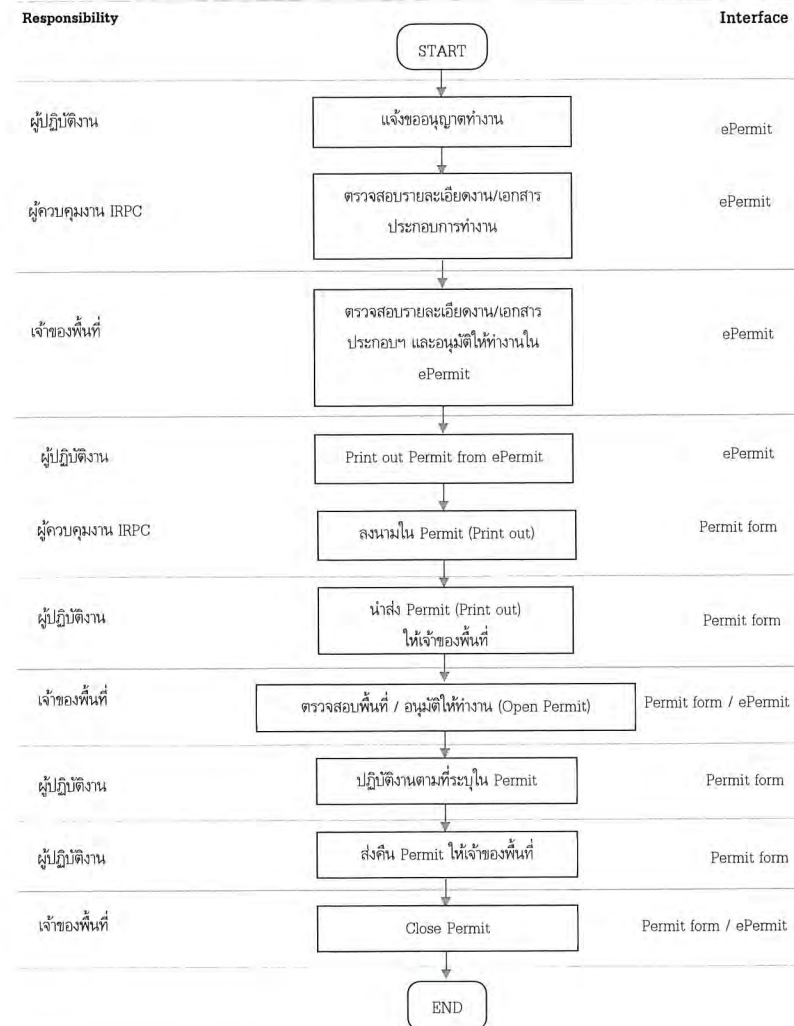 Responsibility
Interface
START
ผู้ปฏิบัติงาน
แจ้งขออนุญาตทำงาน
ePermit
ผู้ควบคุมงาน IRPC
ตรวจสอบรายละเอียดงาน/เอกสาร
ประกอบการทำงาน
ePermit
เจ้าของพื้นที่
ตรวจสอบรายละเอียดงาน/เอกสาร
ประกอบฯ และอนุมัติให้ทำงานใน
ePermit
ePermit
ผู้ปฏิบัติงาน
Print out Permit from ePermit
ePermit
ผู้ควบคุมงาน IRPC
ลงนามใน Permit (Print out)
Permit form
ผู้ปฏิบัติงาน
นำส่ง Permit (Print out)
ให้เจ้าของพื้นที่
Permit form
เจ้าของพื้นที่
ตรวจสอบพื้นที่ / อนุมัติให้ทำงาน (Open Permit)
Permit form / ePermit
ผู้ปฏิบัติงาน
ปฏิบัติงานตามที่ระบุใน Permit
Permit form
ผู้ปฏิบัติงาน
ส่งคืน Permit ให้เจ้าของพื้นที่
Permit form
เจ้าของพื้นที่
Close Permit
Permit form / ePermit
END